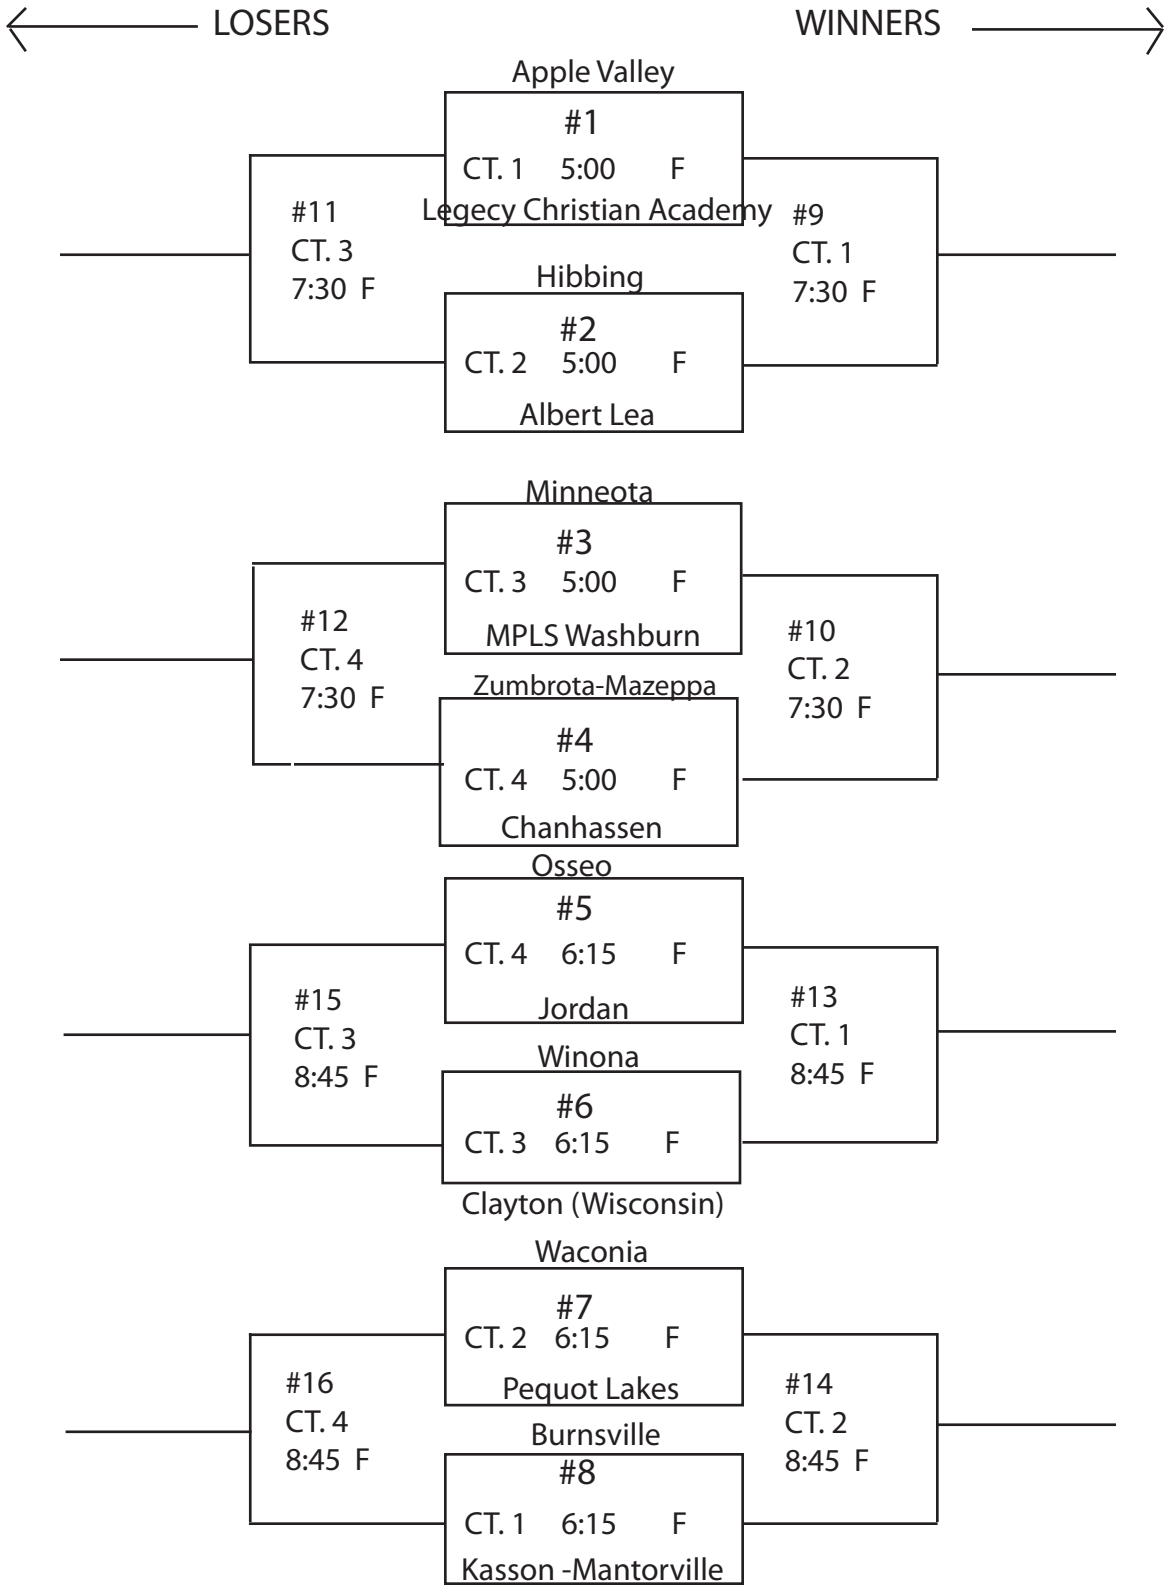 LOSERS
WINNERS
Apple Valley
#1
CT. 1 5:00 F
Legecy Christian Academy
#11
CT. 3
7:30 F
#9
CT. 1
7:30 F
Hibbing
#2
CT. 2 5:00 F
Albert Lea
Minneota
#3
CT. 3 5:00 F
MPLS Washburn
#12
CT. 4
7:30 F
#10
CT. 2
7:30 F
Zumbrota-Mazeppa
#4
CT. 4 5:00 F
Chanhassen
Osseo
#5
CT. 4 6:15 F
Jordan
#15
CT. 3
8:45 F
#13
CT. 1
8:45 F
Winona
#6
CT. 3 6:15 F
Clayton (Wisconsin)
Waconia
#7
CT. 2 6:15 F
Pequot Lakes
#16
CT. 4
8:45 F
#14
CT. 2
8:45 F
Burnsville
#8
CT. 1 6:15 F
Kasson -Mantorville